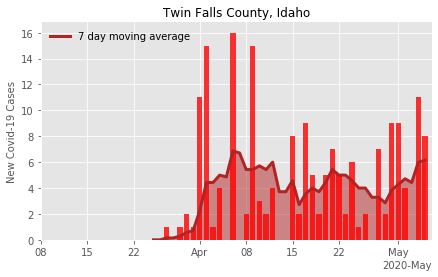 Twin Falls County, Idaho
7 day moving average
New Covid-19 Cases
16
14
12
10
8
6
4
2
0
08 15 22 Apr 08 15 22 May
2020-May